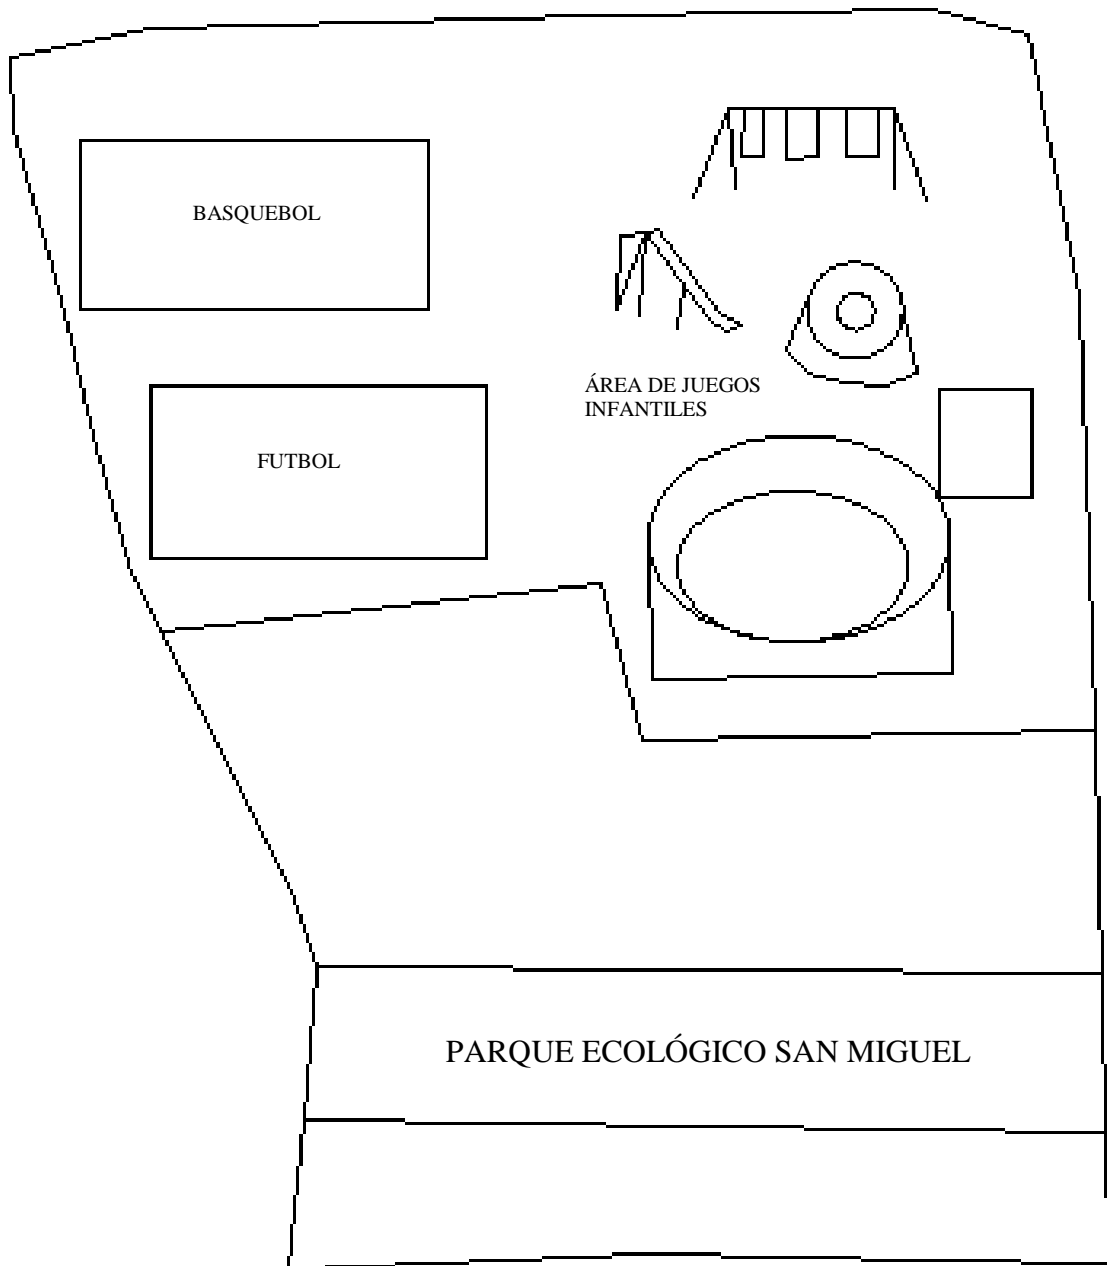 BASQUEBOL
ÁREA DE JUEGOS
INFANTILES
FUTBOL
PARQUE ECOLÓGICO SAN MIGUEL